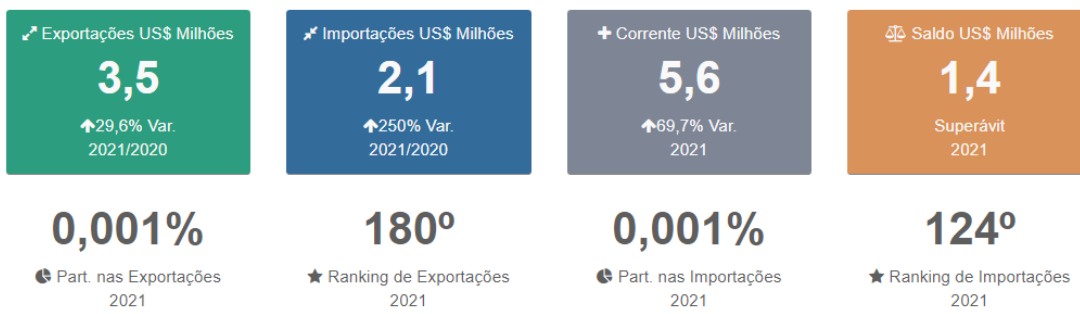 Exportações US$ Milhões
3,5
29,6% Var.
2021/2020
Importações US$ Milhões
2,1
250% Var.
2021/2020
Corrente US$ Milhões
5,6
69,7% Var.
2021
Saldo US$ Milhões
1,4
Superávit
2021
0,001%
Part. nas Exportações
2021
180º
Ranking de Exportações
2021
0,001%
Part. nas Importações
2021
124º
Ranking de Importações
2021